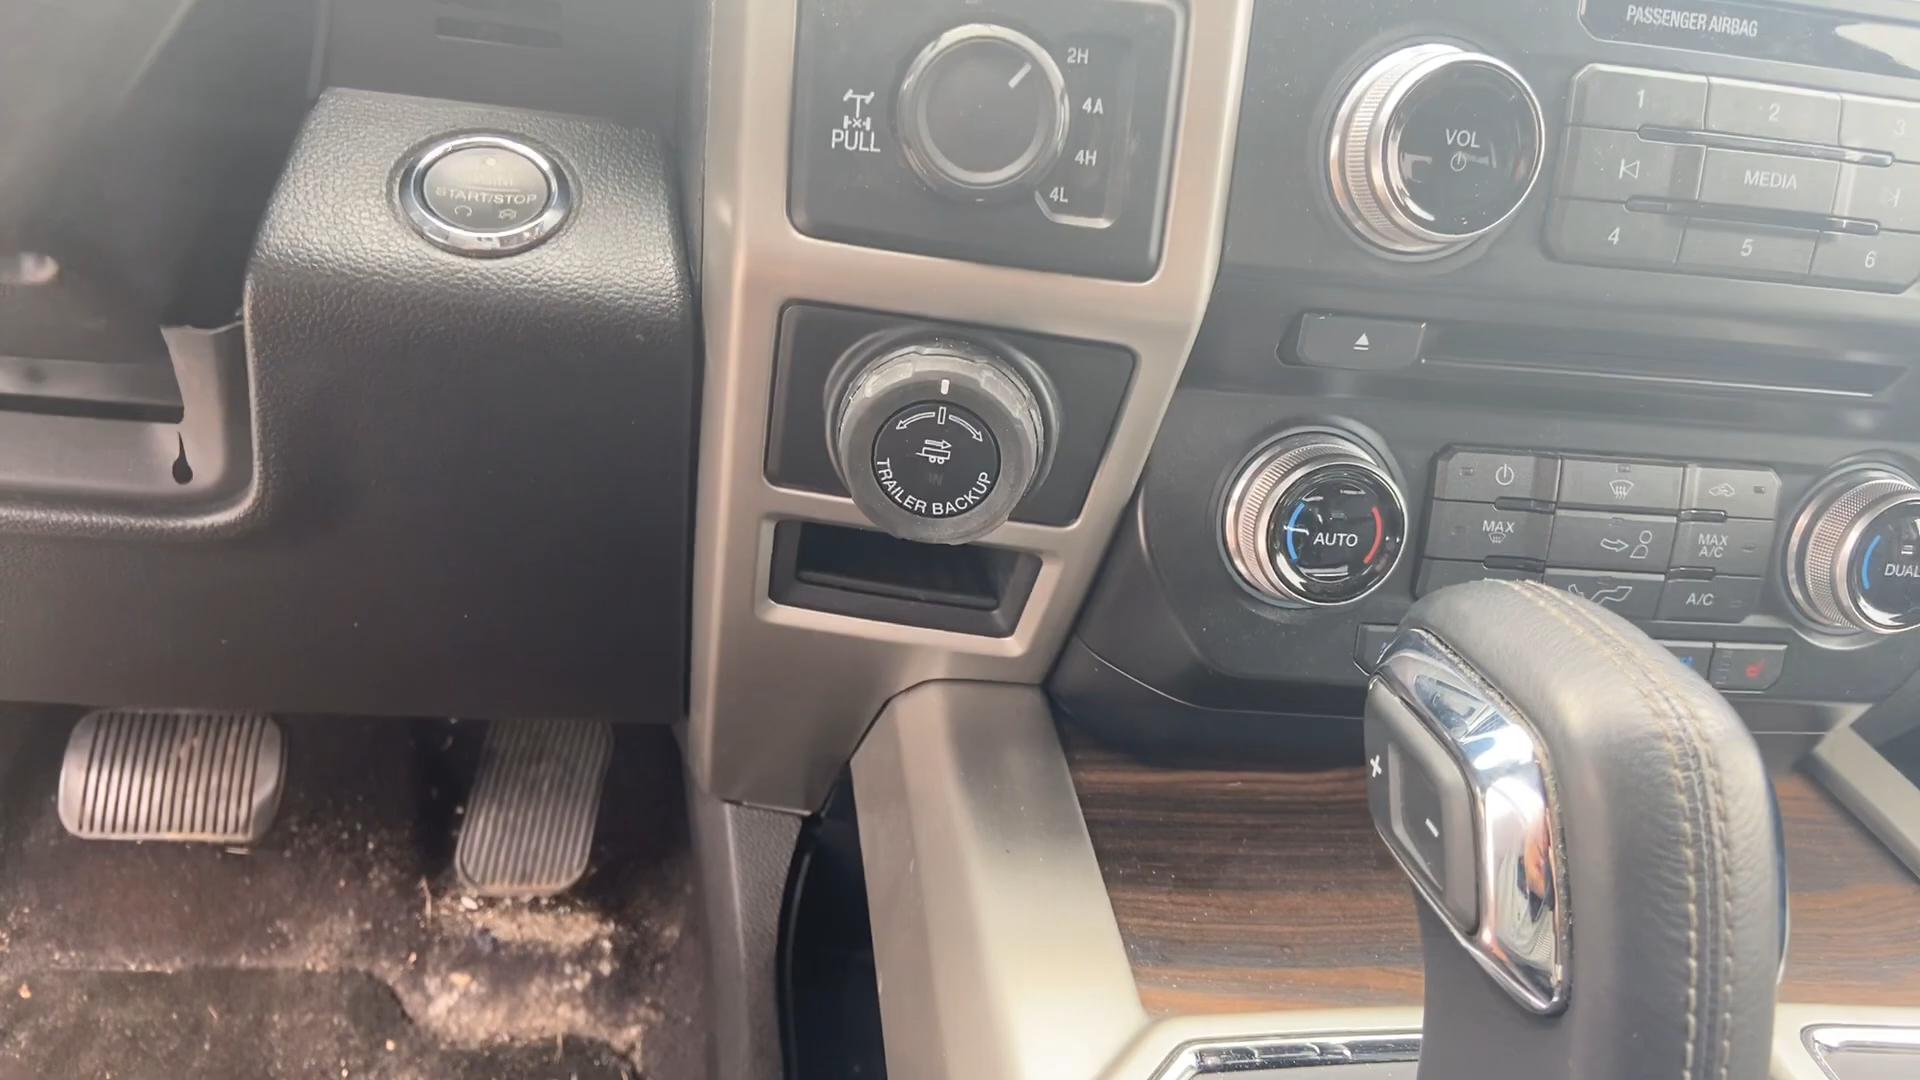 PASSENGER AIRBAG
2H
4A
4H
4L
PULL
START/STOP
VOL
1
2
3
MEDIA
4
5
6
TRAILER BACKUP
AUTO
MAX
MAX
A/C
A/C
DUAL
+
-